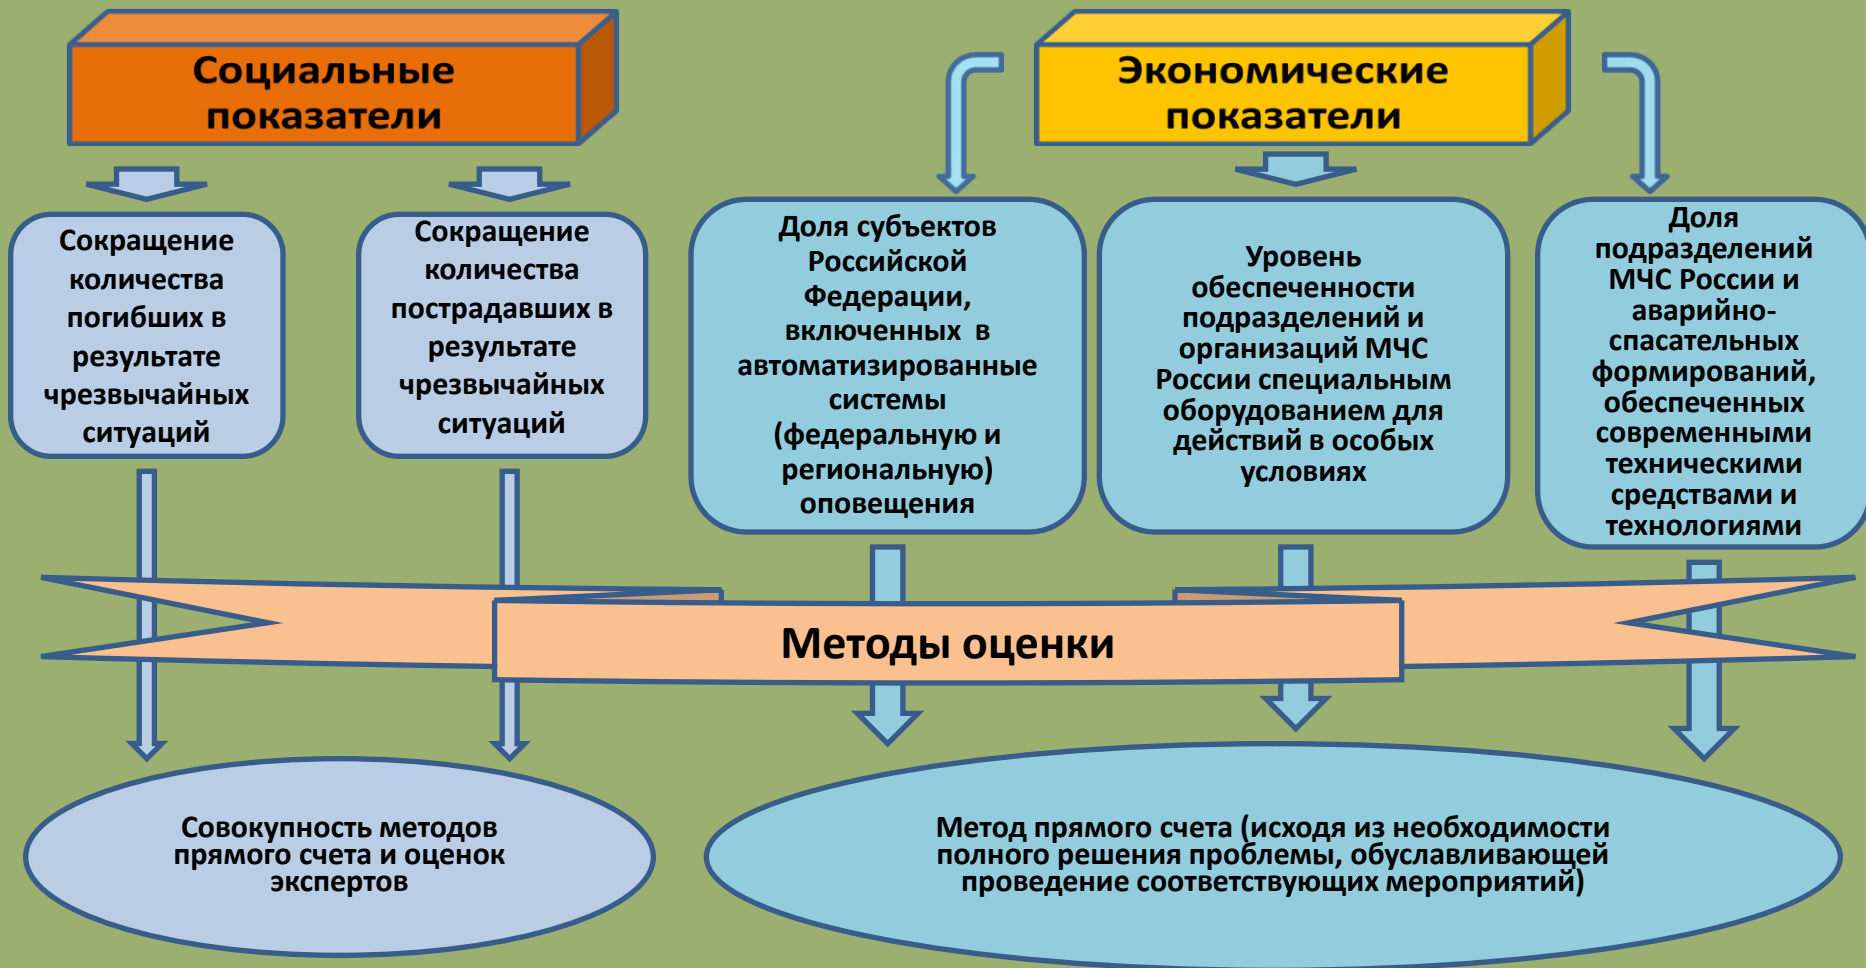 Социальные
показатели
Экономические
показатели
Сокращение
количества
погибших в
результате
чрезвычайных
ситуаций
Сокращение
количества
пострадавших в
результате
чрезвычайных
ситуаций
Доля субъектов
Российской
Федерации,
включенных в
автоматизированные
системы
(федеральную и
региональную)
оповещения
Уровень
обеспеченности
подразделений и
организаций МЧС
России специальным
оборудованием для
действий в особых
условиях
Доля
подразделений
МЧС России и
аварийно-
спасательных
формирований,
обеспеченных
современными
техническими
средствами и
технологиями
Методы оценки
Совокупность методов
прямого счета и оценок
экспертов
Метод прямого счета (исходя из необходимости
полного решения проблемы, обуславливающей
проведение соответствующих мероприятий)